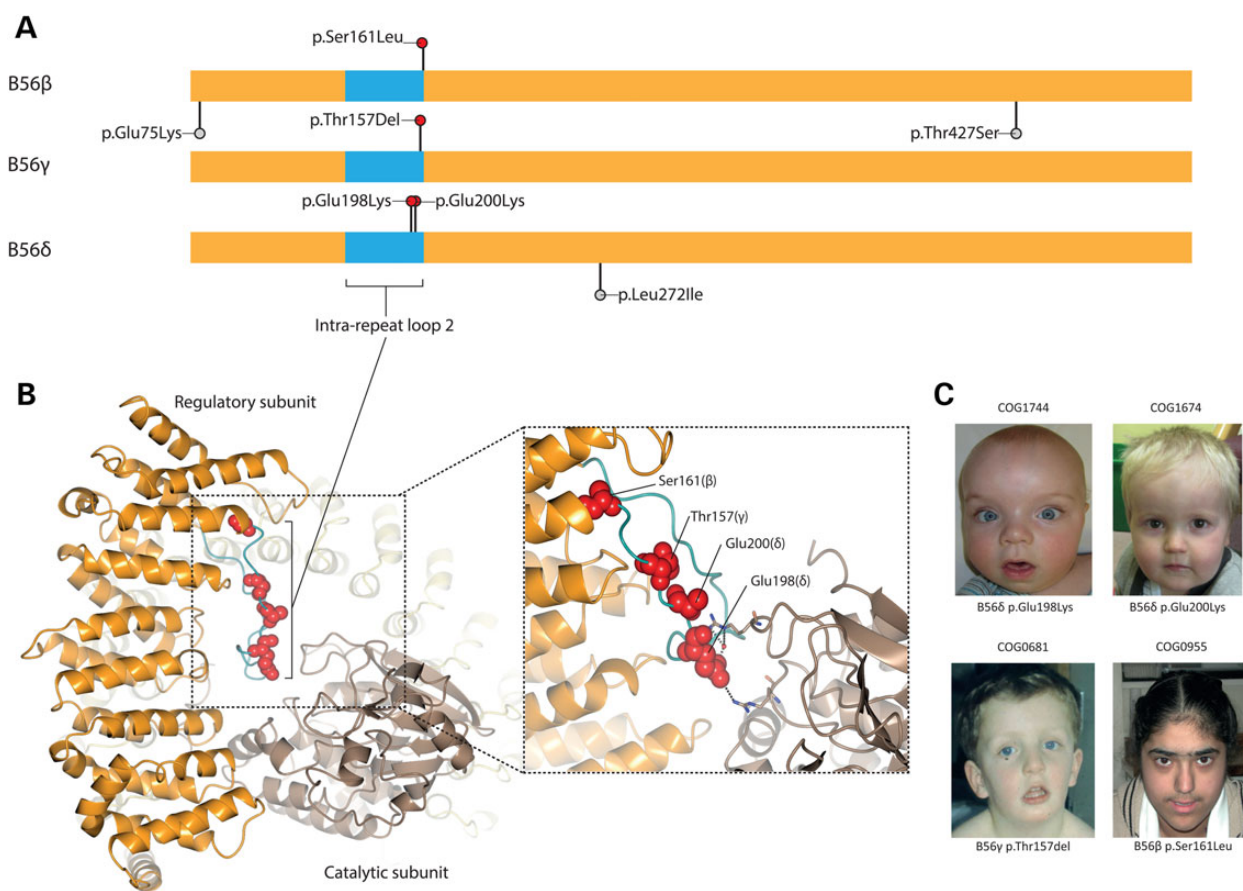 A
p.Ser161Leu
B56β
p.Glu75Lys
p.Thr427Ser
p.Thr157Del
B56γ
p.Glu198Lys
p.Glu200Lys
B56δ
p.Leu272Ile
Intra-repeat loop 2
B
Regulatory subunit
Catalytic subunit
Ser161(β)
Thr157(γ)
Glu200(δ)
Glu198(δ)
C
COG1744
B56δ p.Glu198Lys
COG1674
B56δ p.Glu200Lys
COG0681
B56γ p.Thr157del
COG0955
B56β p.Ser161Leu